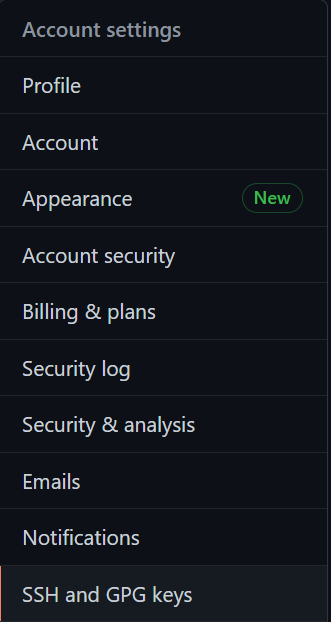 Account settings
Profile
Account
Appearance New
Account security
Billing & plans
Security log
Security & analysis
Emails
Notifications
SSH and GPG keys